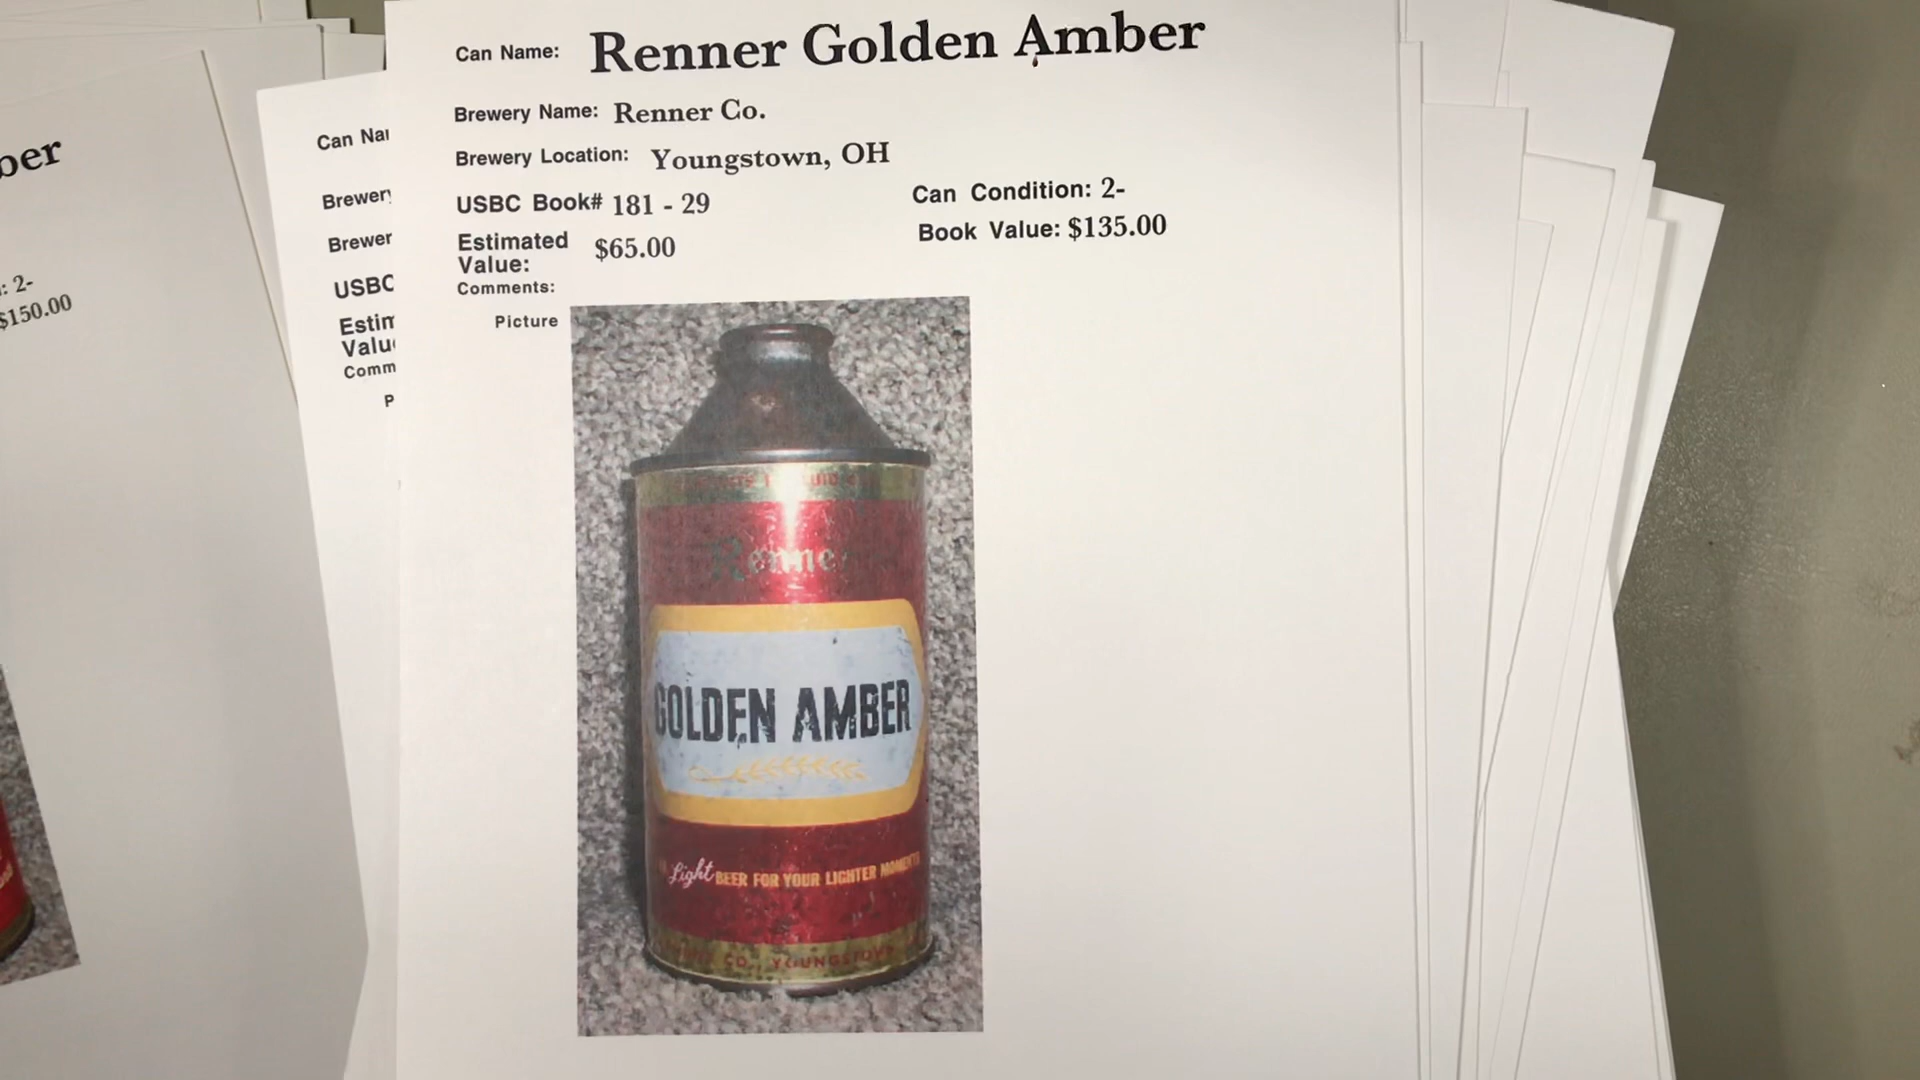 ber
: 2-
$150.00
Can Nar
Brewery
Brewer
USBC
Estim
Valu
Comm
P
Can Name: Renner Golden Amber
Brewery Name: Renner Co.
Brewery Location: Youngstown, OH
USBC Book# 181 - 29
Can Condition: 2-
Estimated Value: $65.00
Book Value: $135.00
Comments:
Picture
Renner
GOLDEN AMBER
Light BEER FOR YOUR LIGHTER MOMENTS
CO., YOUNGSTOWN